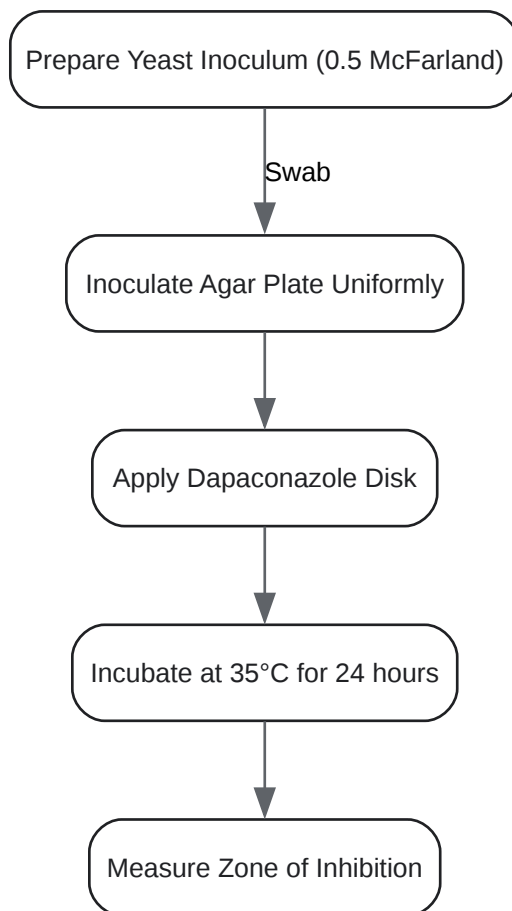 Prepare Yeast Inoculum (0.5 McFarland)
Swab
Inoculate Agar Plate Uniformly
Apply Dapaconazole Disk
Incubate at 35°C for 24 hours
Measure Zone of Inhibition